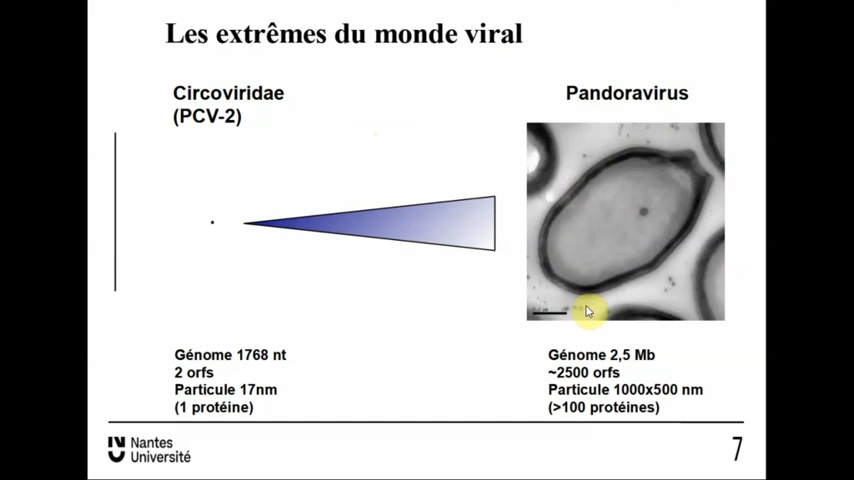 Les extrêmes du monde viral
Circoviridae
(PCV-2)
Pandoravirus
Génome 1768 nt
2 orfs
Particule 17nm
(1 protéine)
Génome 2,5 Mb
~2500 orfs
Particule 1000x500 nm
(>100 protéines)
Nantes
Université
7